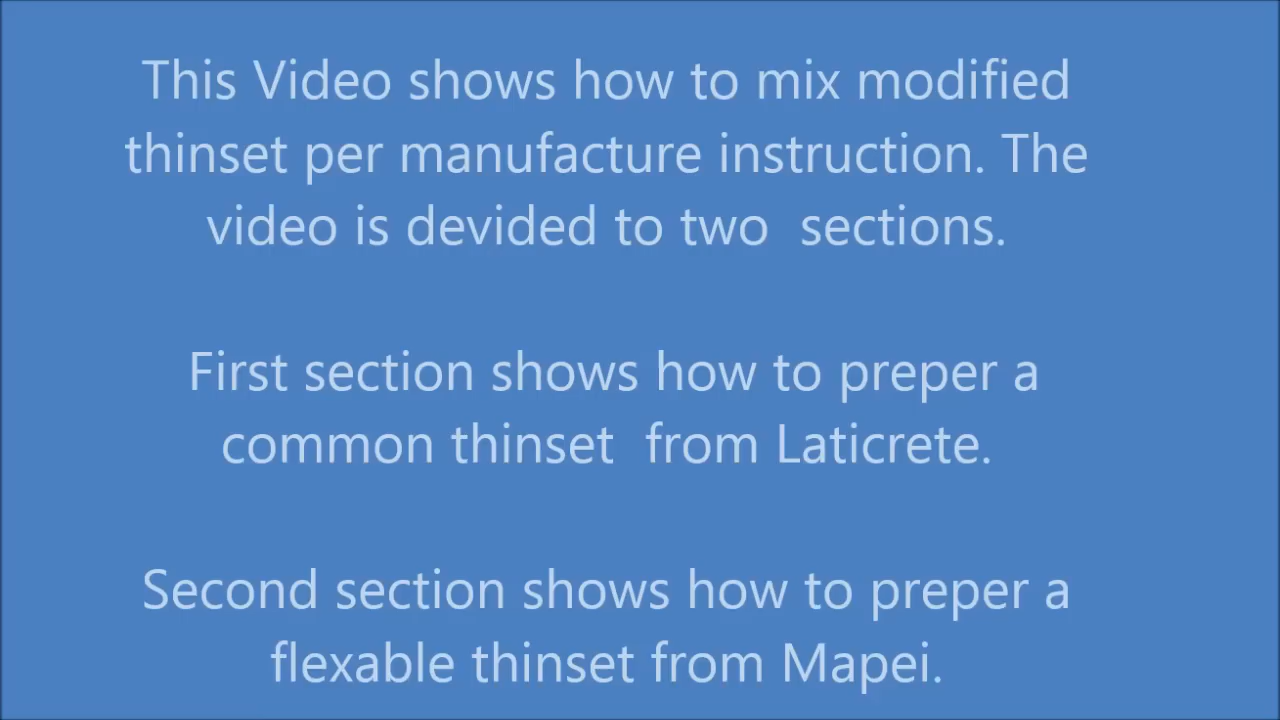 This Video shows how to mix modified
thinset per manufacture instruction. The
video is devided to two sections.
First section shows how to preper a
common thinset from Laticrete.
Second section shows how to preper a
flexable thinset from Mapei.